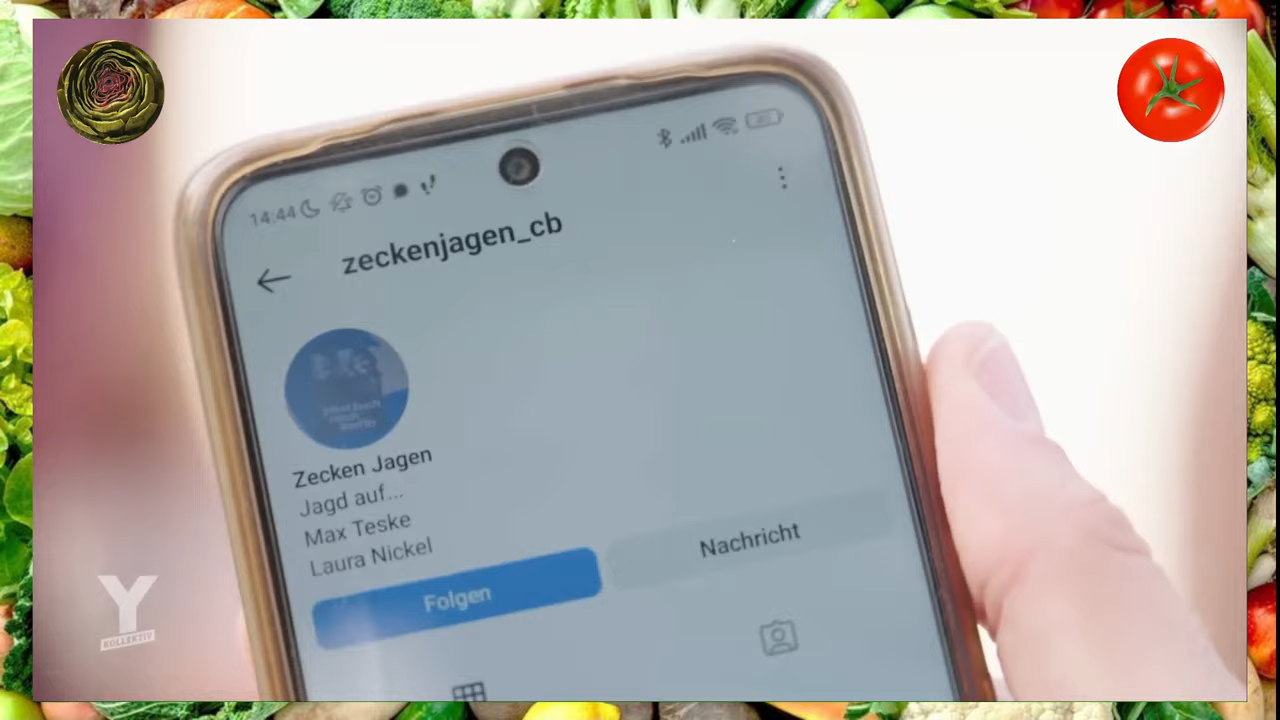 14:44
zeckenjagen_cb
Zecken Jagen
Jagd auf...
Max Teske
Laura Nickel
Folgen
Nachricht
Y
KOLLEKTIV